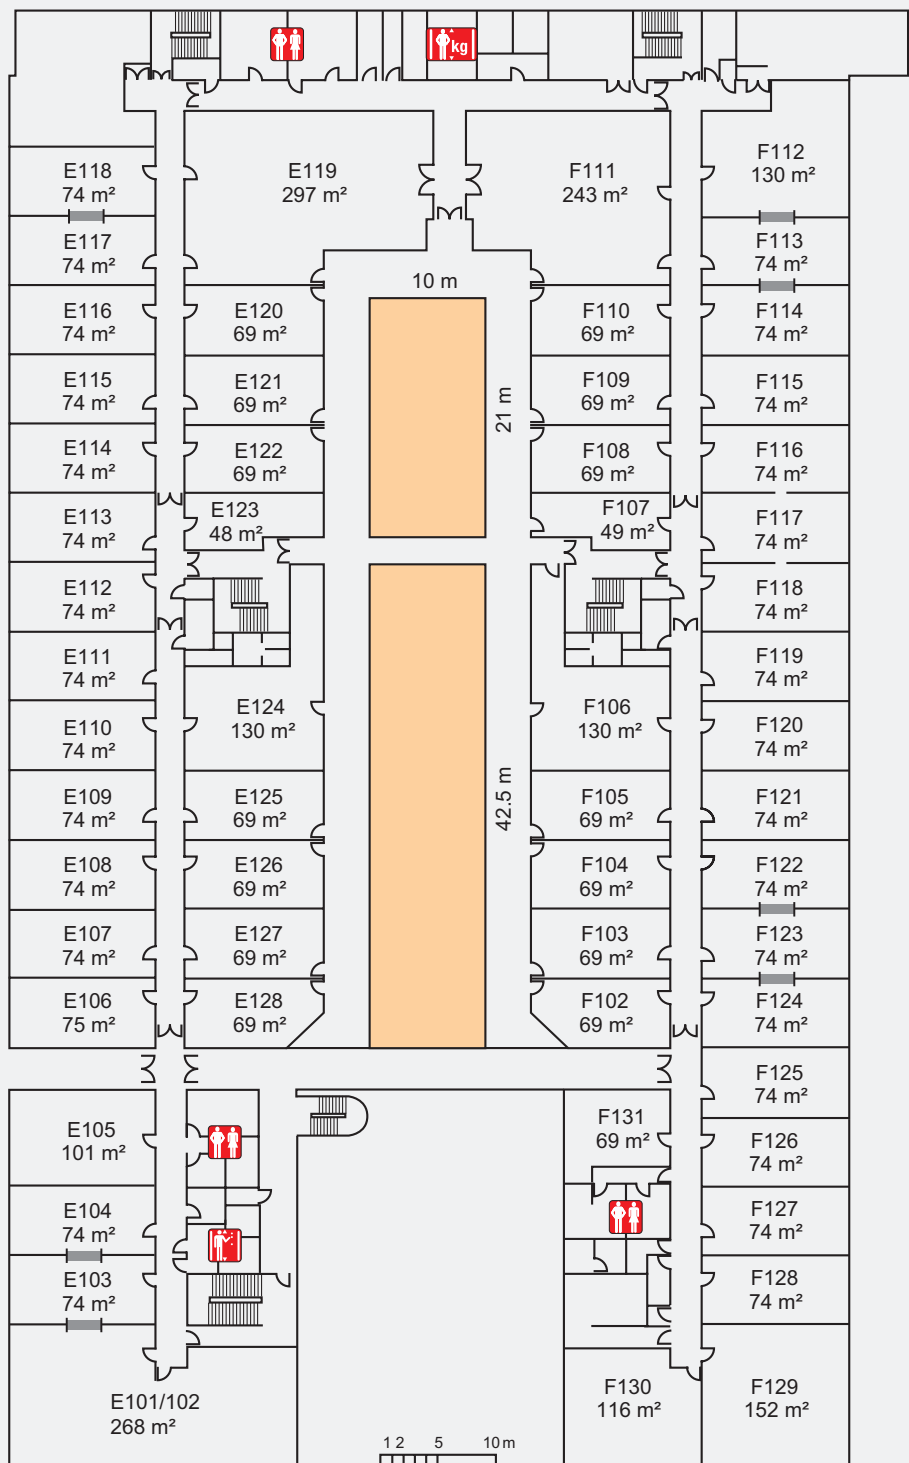 kg
E118
74 m²
E119
297 m²
F111
243 m²
F112
130 m²
E117
74 m²
F113
74 m²
10 m
E116
74 m²
E120
69 m²
F110
69 m²
F114
74 m²
E115
74 m²
E121
69 m²
21 m
F109
69 m²
F115
74 m²
E114
74 m²
E122
69 m²
F108
69 m²
F116
74 m²
E113
74 m²
E123
48 m²
F107
49 m²
F117
74 m²
E112
74 m²
F118
74 m²
E111
74 m²
F119
74 m²
E110
74 m²
E124
130 m²
F106
130 m²
F120
74 m²
E109
74 m²
E125
69 m²
42.5 m
F105
69 m²
F121
74 m²
E108
74 m²
E126
69 m²
F104
69 m²
F122
74 m²
E107
74 m²
E127
69 m²
F103
69 m²
F123
74 m²
E106
75 m²
E128
69 m²
F102
69 m²
F124
74 m²
F125
74 m²
E105
101 m²
F131
69 m²
F126
74 m²
E104
74 m²
F127
74 m²
E103
74 m²
F128
74 m²
E101/102
268 m²
F130
116 m²
F129
152 m²
1 2 5 10 m